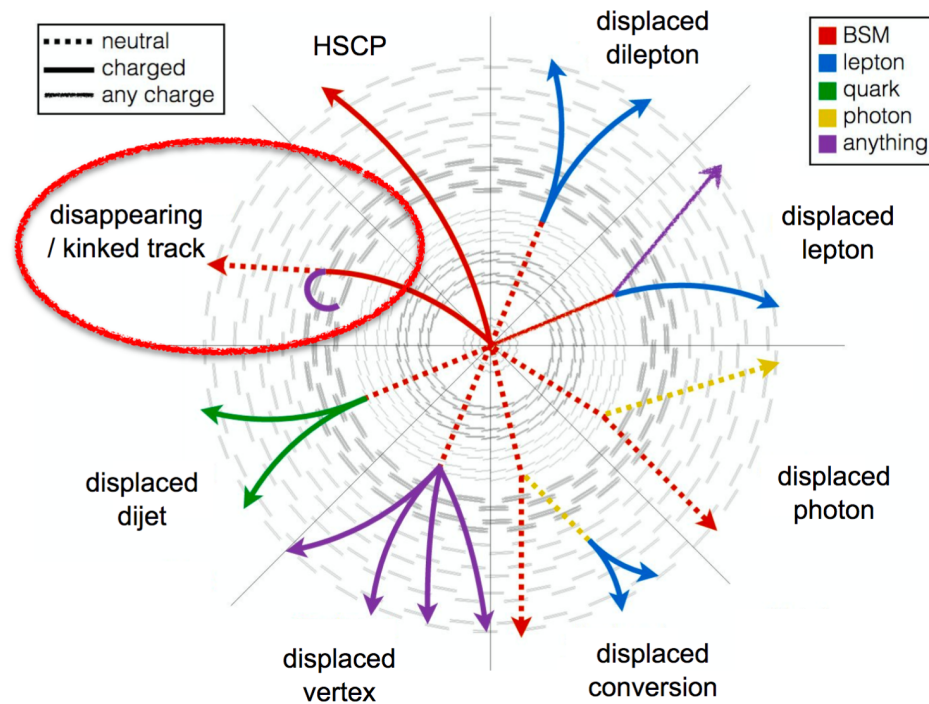 neutral
charged
any charge
HSCP
displaced
dilepton
BSM
lepton
quark
photon
anything
disappearing
/ kinked track
displaced
lepton
displaced
dijet
displaced
photon
displaced
vertex
displaced
conversion